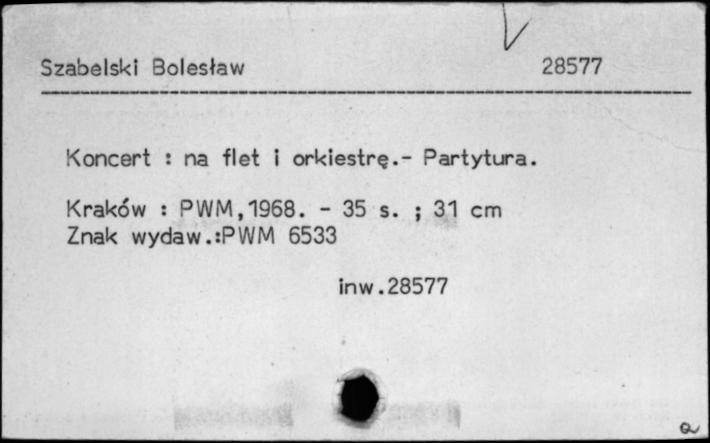 Szabelski Bolesław 28577
Koncert : na flet i orkiestrę.- Partytura.
Kraków : PWM,1968. - 35 s. ; 31 cm
Znak wydaw.:PWM 6533
inw.28577